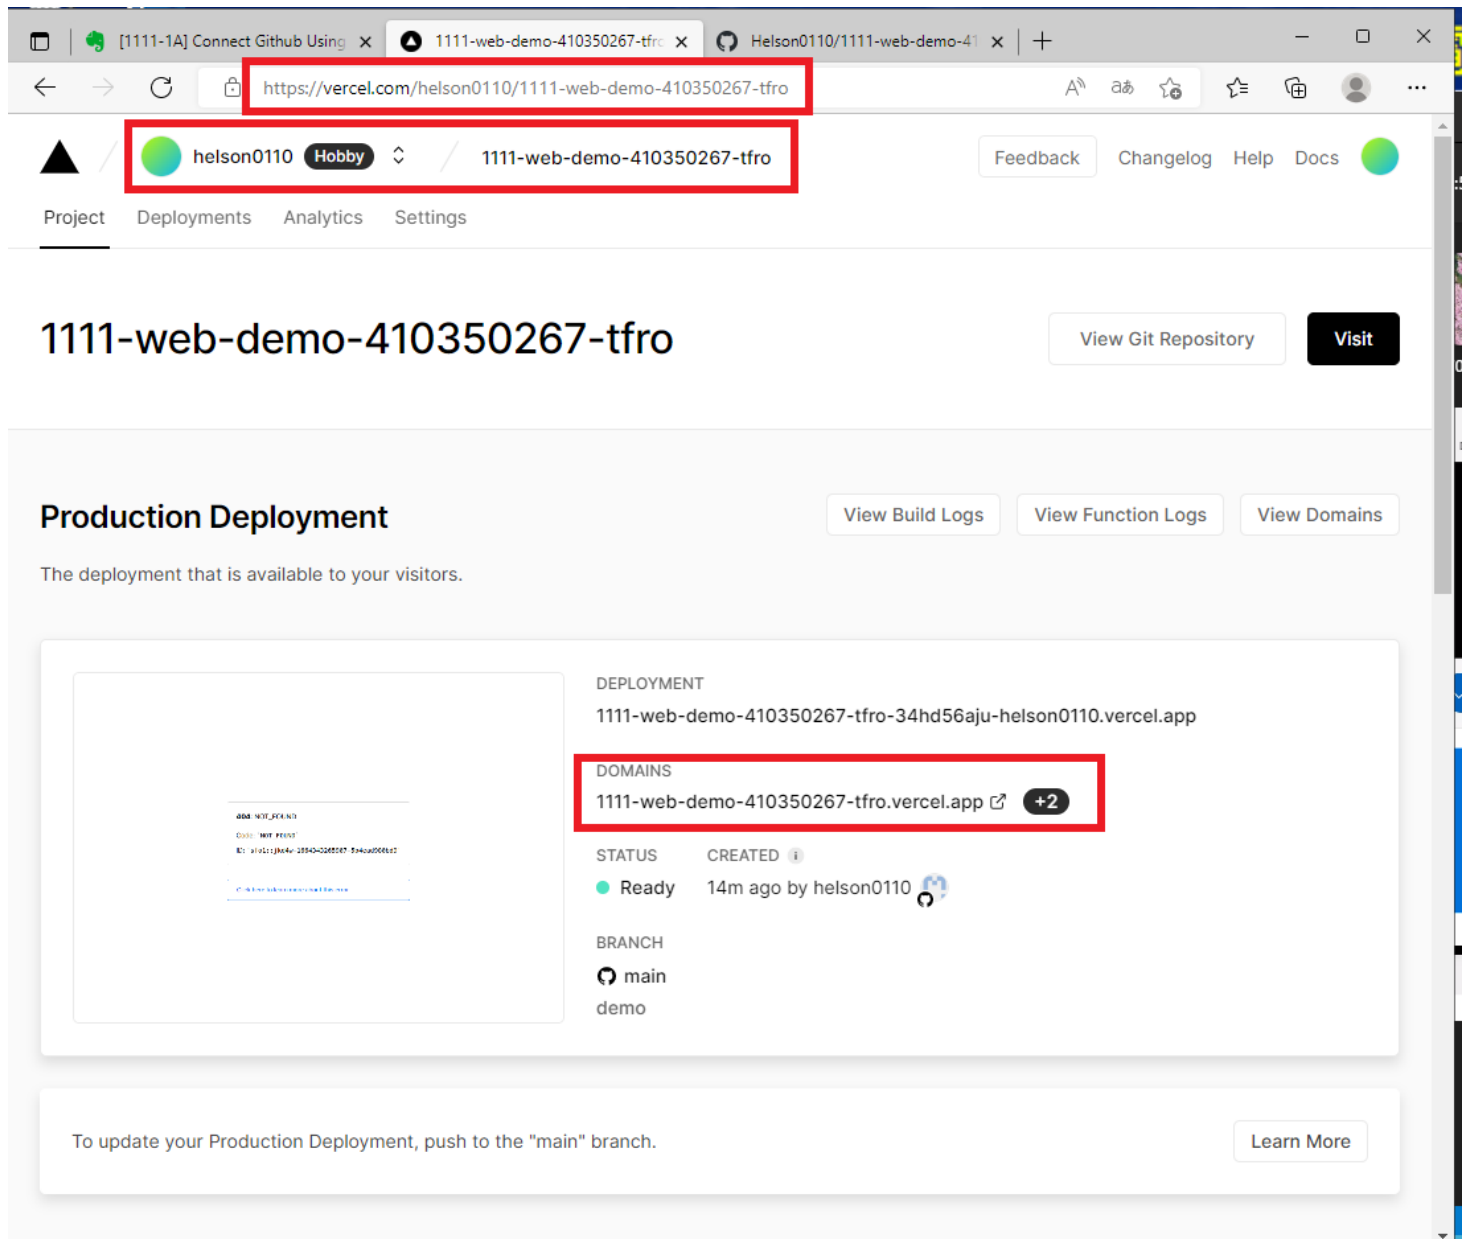 [1111-1A] Connect Github Using
1111-web-demo-410350267-tfro
Helson0110/1111-web-demo-41
https://vercel.com/helson0110/1111-web-demo-410350267-tfro
helson0110 Hobby 1111-web-demo-410350267-tfro
Feedback Changelog Help Docs
Project Deployments Analytics Settings
1111-web-demo-410350267-tfro
View Git Repository Visit
Production Deployment
View Build Logs View Function Logs View Domains
The deployment that is available to your visitors.
404: NOT_FOUND
Code: `NOT_FOUND`
DEPLOYMENT
1111-web-demo-410350267-tfro-34hd56aju-helson0110.vercel.app
DOMAINS
1111-web-demo-410350267-tfro.vercel.app +2
STATUS CREATED
Ready 14m ago by helson0110
BRANCH
main
demo
To update your Production Deployment, push to the "main" branch.
Learn More